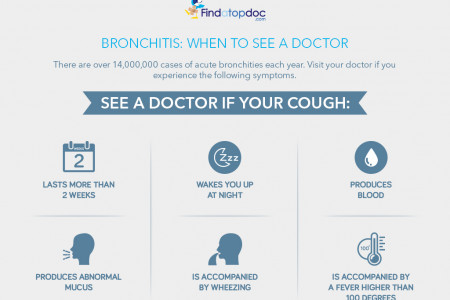 Findatopdoc
.com
BRONCHITIS: WHEN TO SEE A DOCTOR
There are over 14,000,000 cases of acute bronchities each year. Visit your doctor if you
experience the following symptoms.
SEE A DOCTOR IF YOUR COUGH:
2
Zzz
LASTS MORE THAN
2 WEEKS
WAKES YOU UP
AT NIGHT
PRODUCES
BLOOD
PRODUCES ABNORMAL
MUCUS
IS ACCOMPANIED
BY WHEEZING
IS ACCOMPANIED BY
A FEVER HIGHER THAN
100 DEGREES